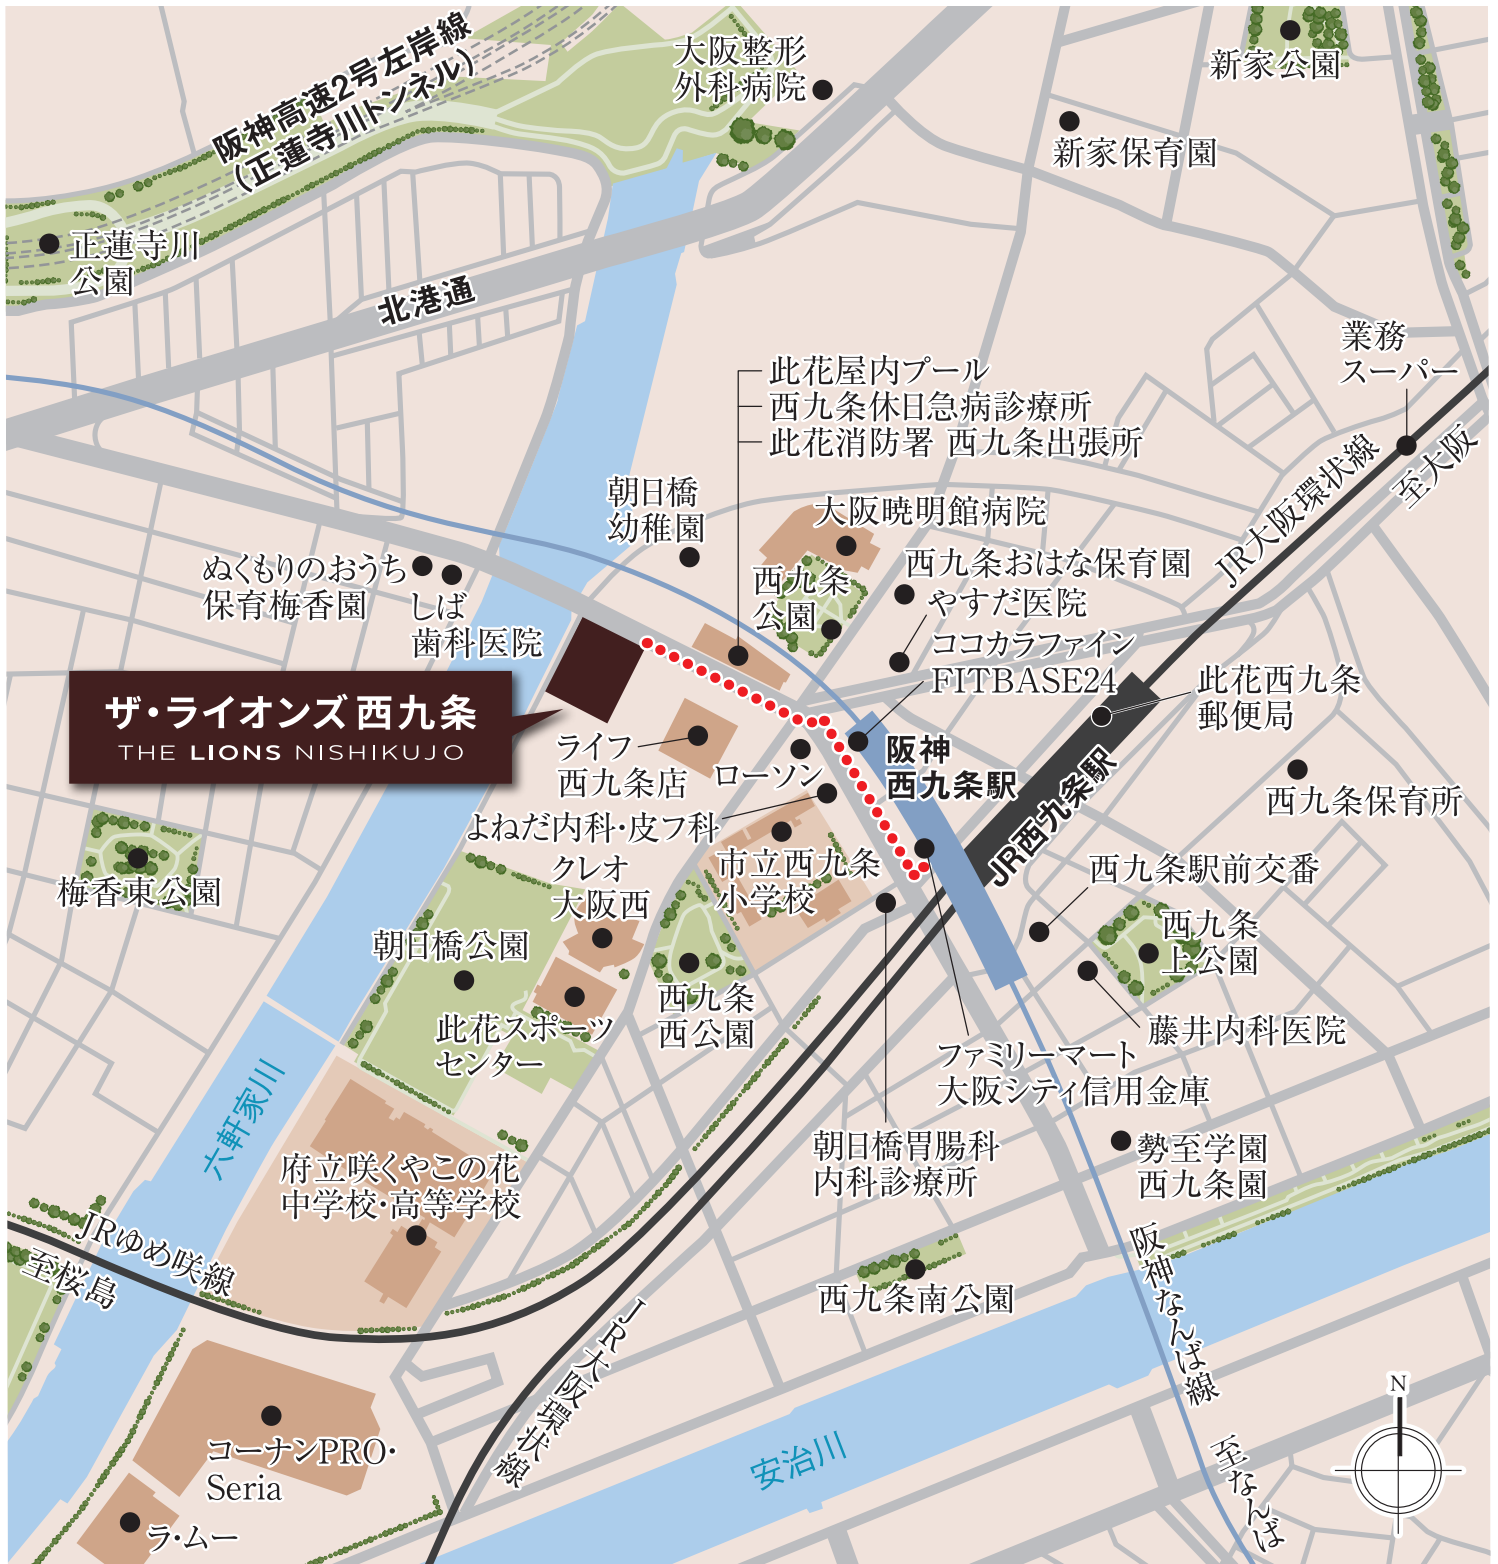 阪神高速2号左岸線
（正蓮寺川トンネル）
大阪整形
外科病院
新家公園
新家保育園
正蓮寺川
公園
北港通
業務
スーパー
此花屋内プール
西九条休日急病診療所
此花消防署 西九条出張所
JR大阪環状線
至大阪
朝日橋
幼稚園
大阪暁明館病院
西九条
公園
西九条おはな保育園
やすだ医院
ココカラファイン
FITBASE24
ぬくもりのおうち
保育梅香園
しば
歯科医院
此花西九条
郵便局
ザ・ライオンズ 西九条
THE LIONS NISHIKUJO
ライフ
西九条店
ローソン
阪神
西九条駅
JR西九条駅
西九条保育所
よねだ内科・皮フ科
市立西九条
小学校
西九条駅前交番
梅香東公園
クレオ
大阪西
朝日橋公園
西九条
上公園
此花スポーツ
センター
西九条
西公園
藤井内科医院
ファミリーマート
大阪シティ信用金庫
六軒家川
朝日橋胃腸科
内科診療所
勢至学園
西九条園
府立咲くやこの花
中学校・高等学校
JRゆめ咲線
至桜島
西九条南公園
阪神なんば線
至なんば
JR大阪環状線
N
コーナンPRO・
Seria
安治川
ラ・ムー